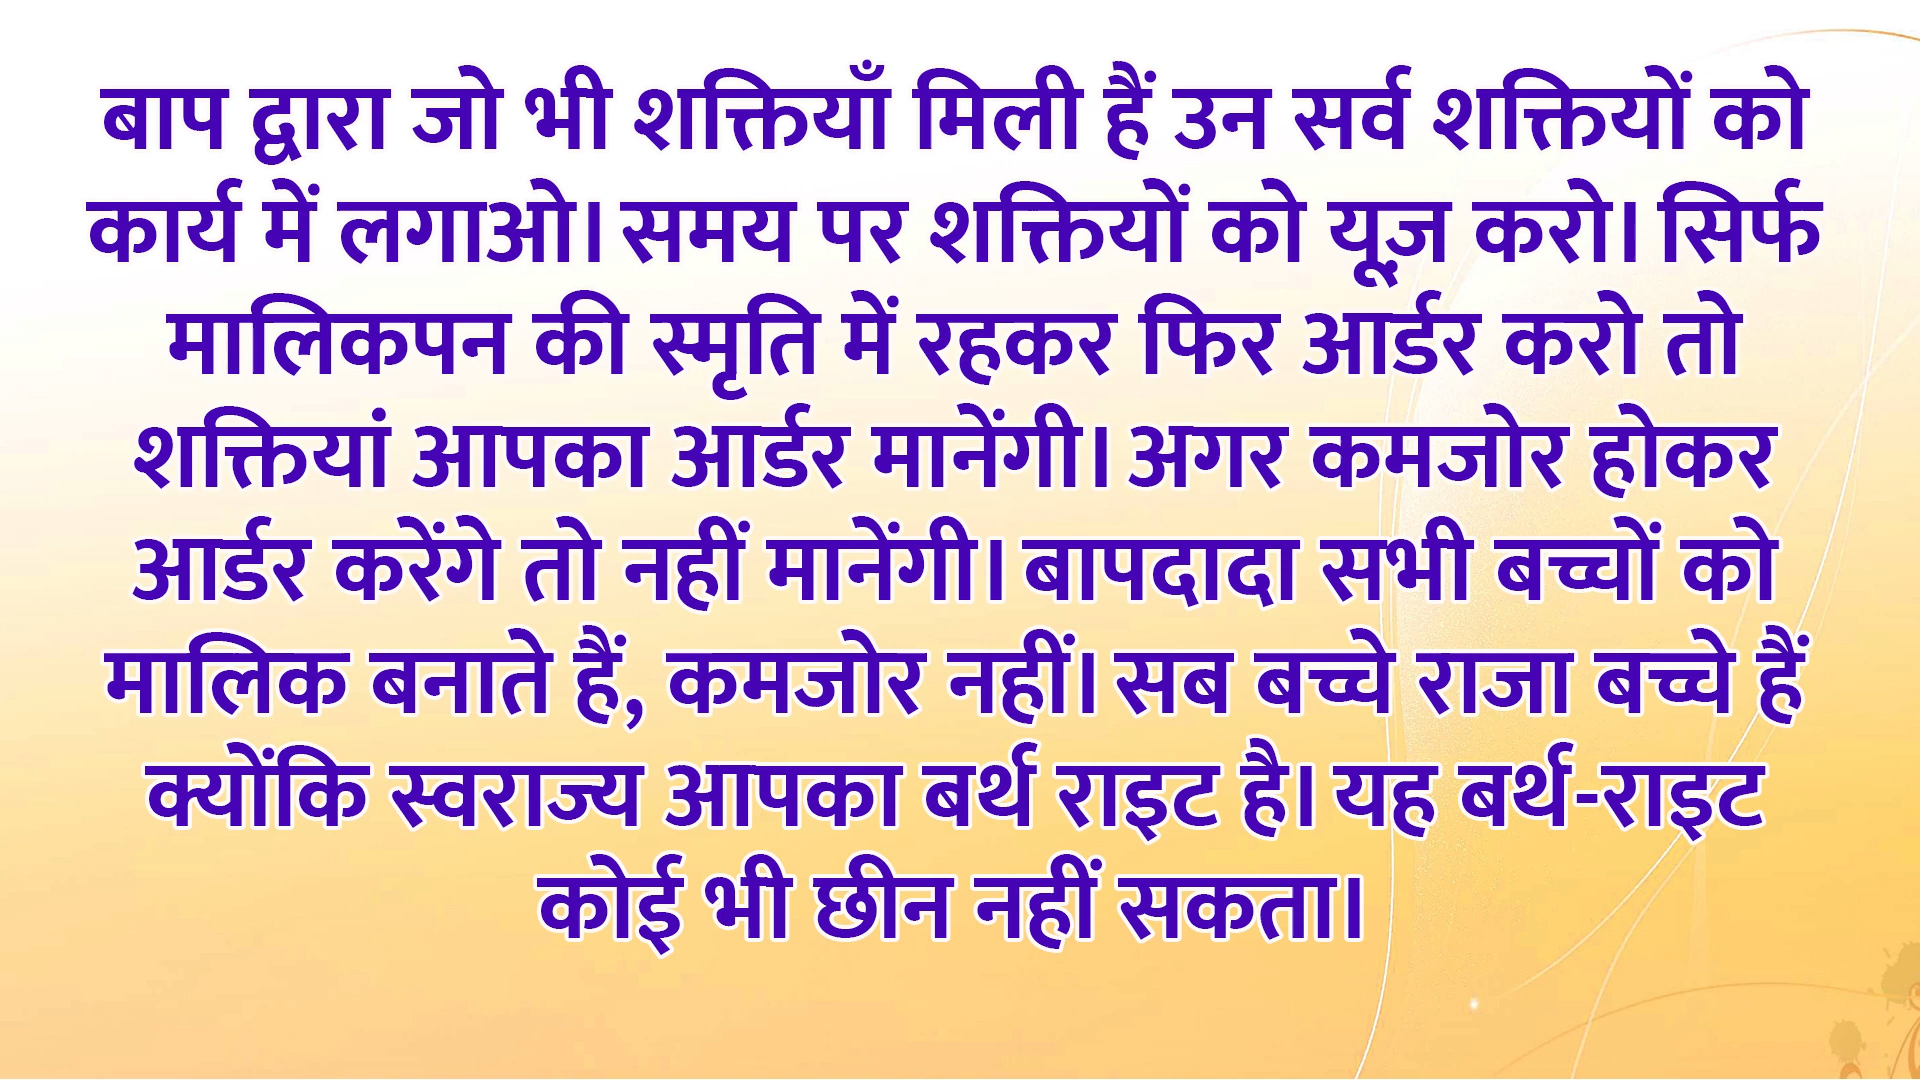 बाप द्वारा जो भी शक्तियाँ मिली हैं उन सर्व शक्तियों को
कार्य में लगाओ। समय पर शक्तियों को यूज़ करो। सिर्फ
मालिकपन की स्मृति में रहकर फिर आर्डर करो तो
शक्तियां आपका आर्डर मानेंगी। अगर कमजोर होकर
आर्डर करेंगे तो नहीं मानेंगी। बापदादा सभी बच्चों को
मालिक बनाते हैं, कमजोर नहीं। सब बच्चे राजा बच्चे हैं
क्योंकि स्वराज्य आपका बर्थ राइट है। यह बर्थ-राइट
कोई भी छीन नहीं सकता।